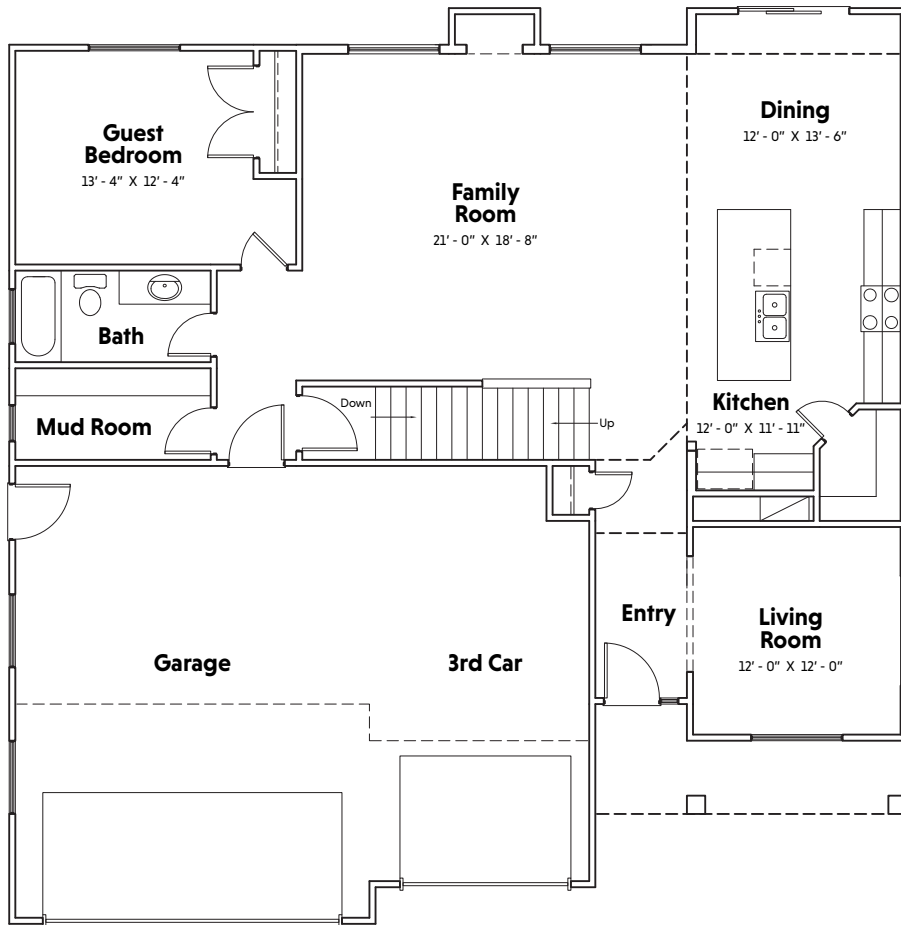 Dining
12' - 0" X 13' - 6"
Guest
Bedroom
13' - 4" X 12' - 4"
Family
Room
21' - 0" X 18' - 8"
Bath
Kitchen
12' - 0" X 11' - 11"
Down
Up
Mud Room
Entry
Living
Room
12' - 0" X 12' - 0"
Garage
3rd Car